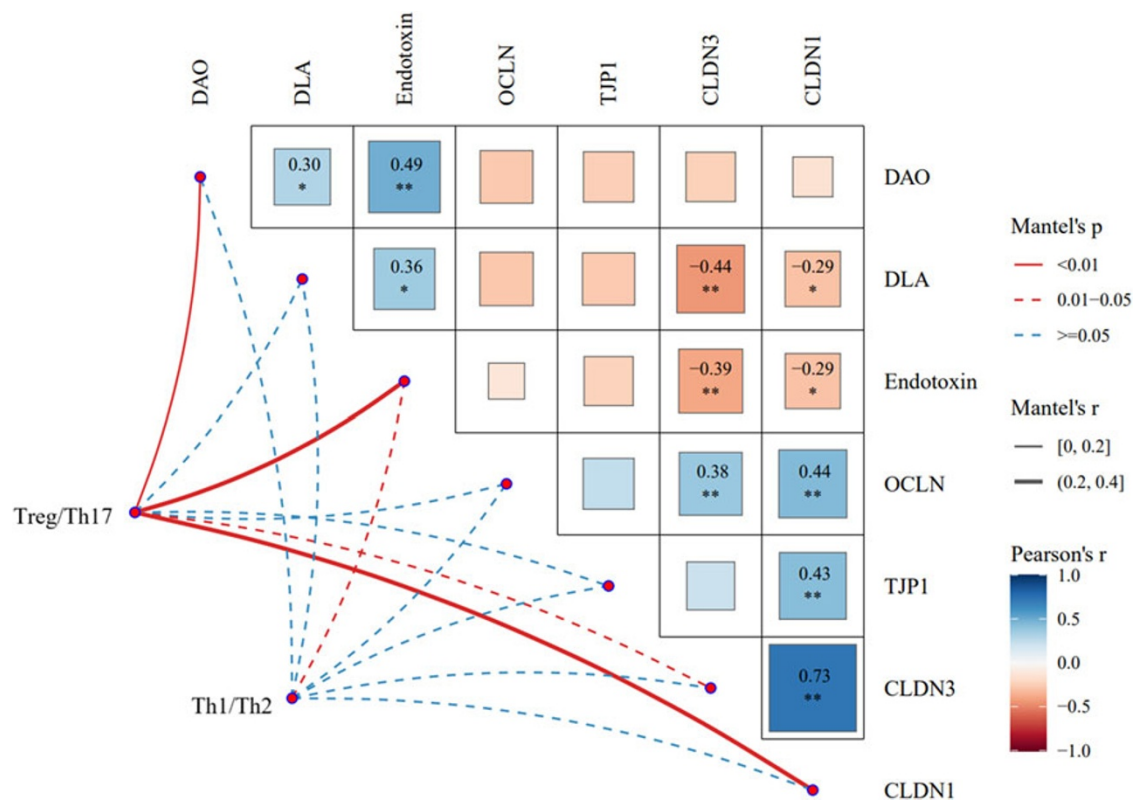 DAO
DLA
Endotoxin
OCLN
TJP1
CLDN3
CLDN1
0.30
*
0.49
**
DAO
0.36
*
−0.44
**
−0.29
*
DLA
−0.39
**
−0.29
*
Endotoxin
0.38
**
0.44
**
OCLN
0.43
**
TJP1
0.73
**
CLDN3
CLDN1
Treg/Th17
Th1/Th2
Mantel's p
<0.01
0.01−0.05
>=0.05
Mantel's r
[0, 0.2]
(0.2, 0.4]
Pearson's r
1.0
0.5
0.0
−0.5
−1.0